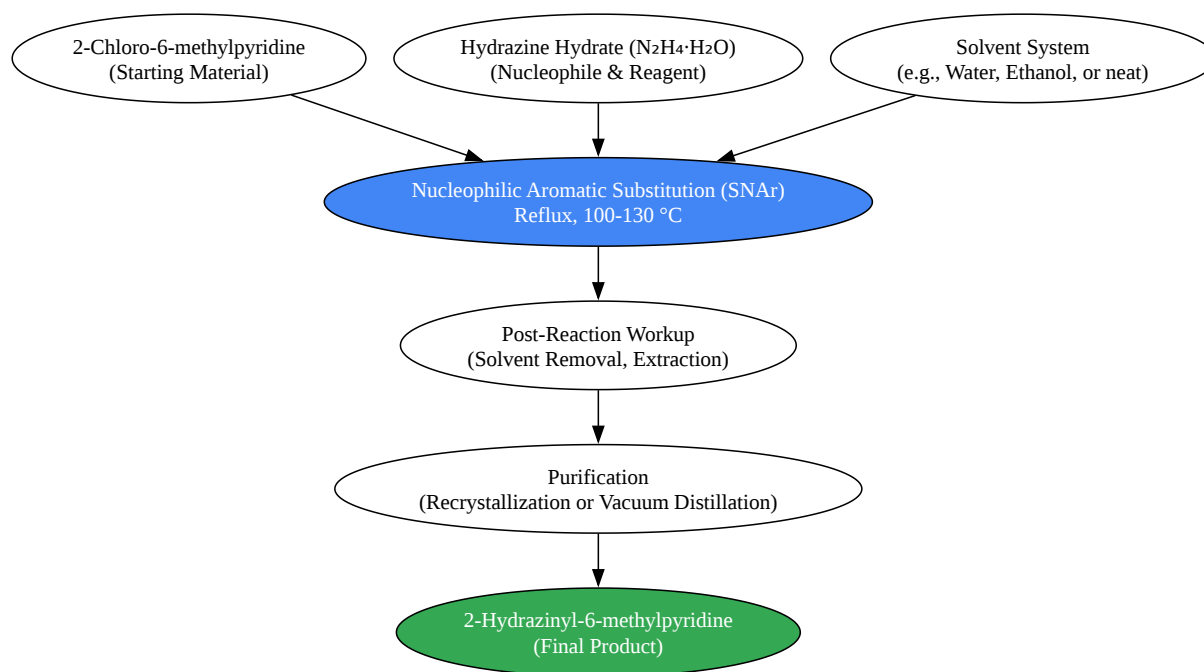 2-Chloro-6-methylpyridine
(Starting Material)
Hydrazine Hydrate (N₂H₄·H₂O)
(Nucleophile & Reagent)
Solvent System
(e.g., Water, Ethanol, or neat)
Nucleophilic Aromatic Substitution (SNAr)
Reflux, 100-130 °C
Post-Reaction Workup
(Solvent Removal, Extraction)
Purification
(Recrystallization or Vacuum Distillation)
2-Hydrazinyl-6-methylpyridine
(Final Product)